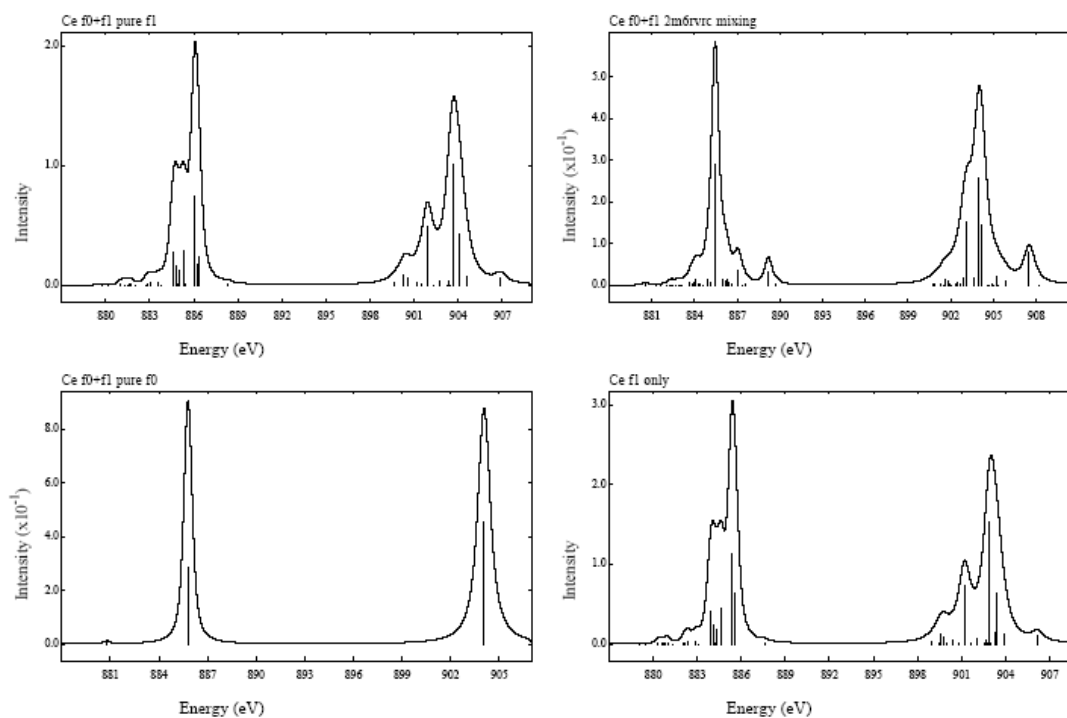 Ce f0+f1 pure f1
Intensity
2.0
1.0
0.0
880 883 886 889 892 895 898 901 904 907
Energy (eV)
Ce f0+f1 2m6rvrc mixing
Intensity (x10⁻¹)
5.0
4.0
3.0
2.0
1.0
0.0
881 884 887 890 893 896 899 902 905 908
Energy (eV)
Ce f0+f1 pure f0
Intensity (x10⁻¹)
8.0
6.0
4.0
2.0
0.0
881 884 887 890 893 896 899 902 905
Energy (eV)
Ce f1 only
Intensity
3.0
2.0
1.0
0.0
880 883 886 889 892 895 898 901 904 907
Energy (eV)